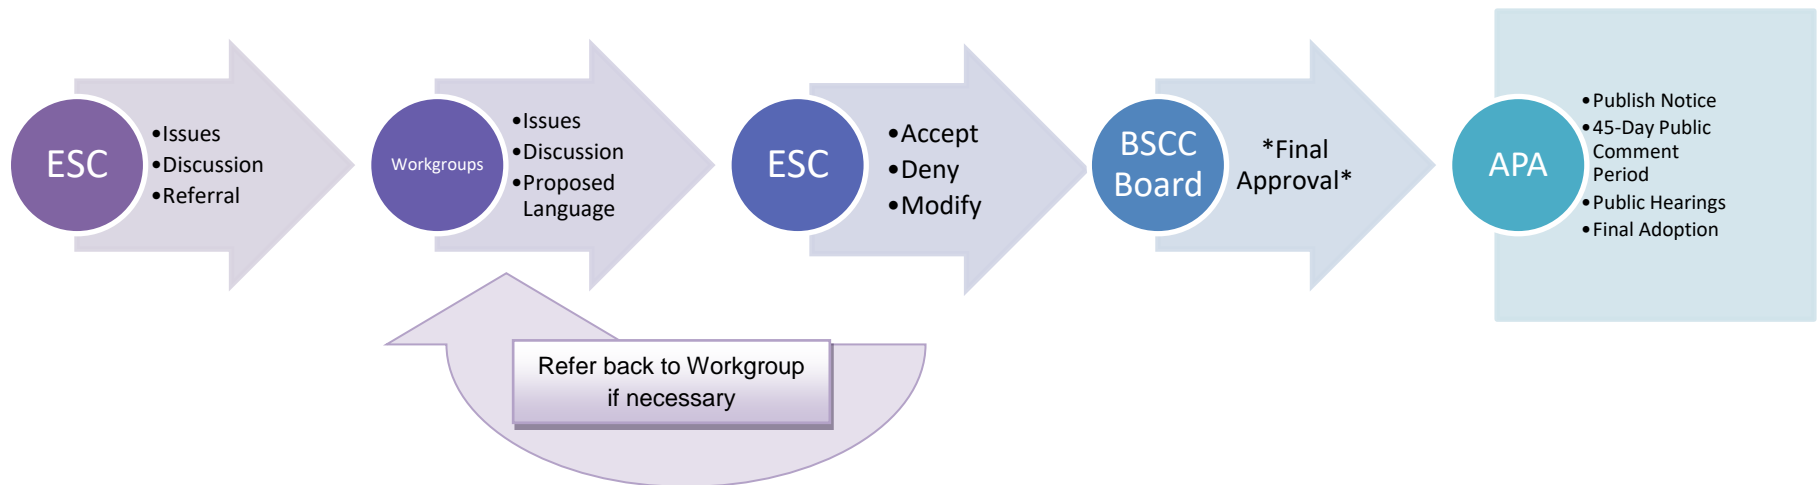 ESC
•Issues
•Discussion
•Referral
Workgroups
•Issues
•Discussion
•Proposed
Language
ESC
•Accept
•Deny
•Modify
BSCC
Board
*Final
Approval*
APA
•Publish Notice
•45-Day Public
Comment
Period
•Public Hearings
•Final Adoption
Refer back to Workgroup
if necessary